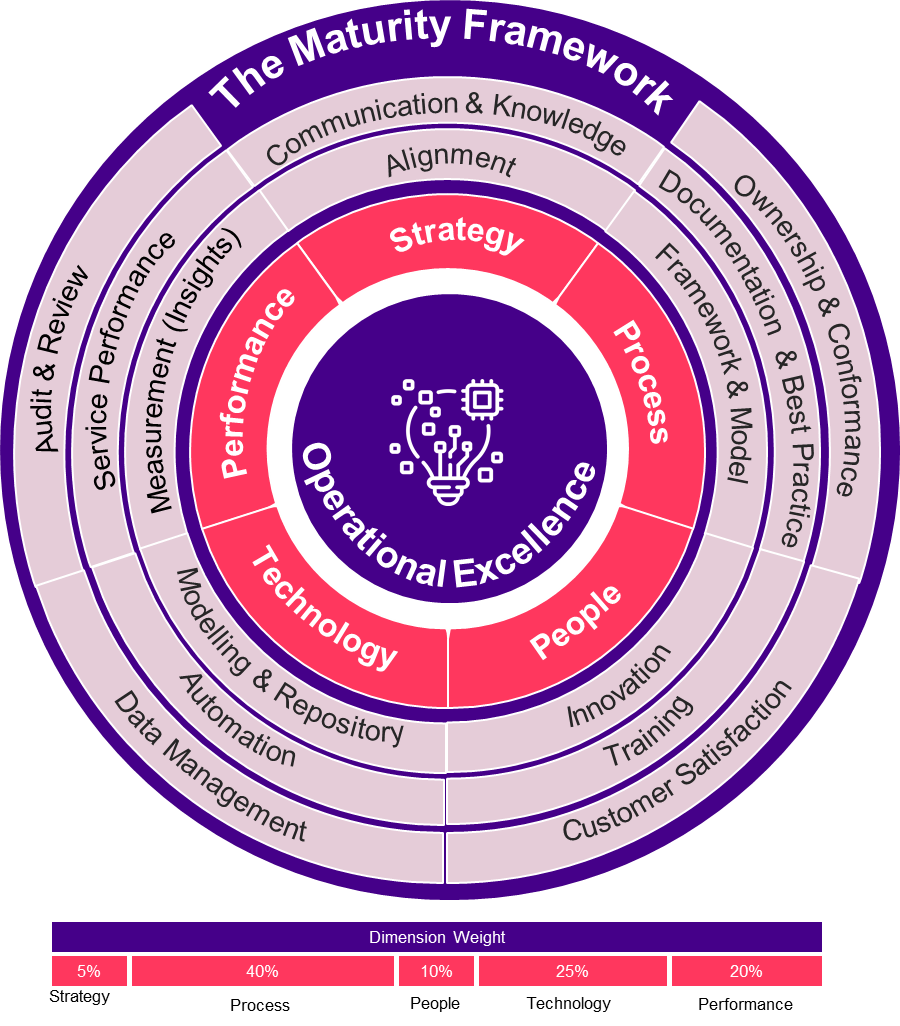 The Maturity Framework
Communication & Knowledge
Alignment
Strategy
Ownership & Conformance
Documentation & Best Practice
Framework & Model
Process
Customer Satisfaction
Training
Innovation
People
Data Management
Automation
Modelling & Repository
Technology
Audit & Review
Service Performance
Measurement (Insights)
Performance
Operational Excellence
Dimension Weight
5% 40% 10% 25% 20%
Strategy Process People Technology Performance